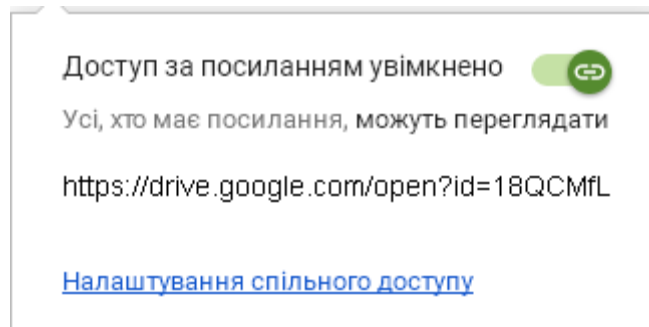 Доступ за посиланням увімкнено
Усі, хто має посилання, можуть переглядати
https://drive.google.com/open?id=18QCMfL
Налаштування спільного доступу